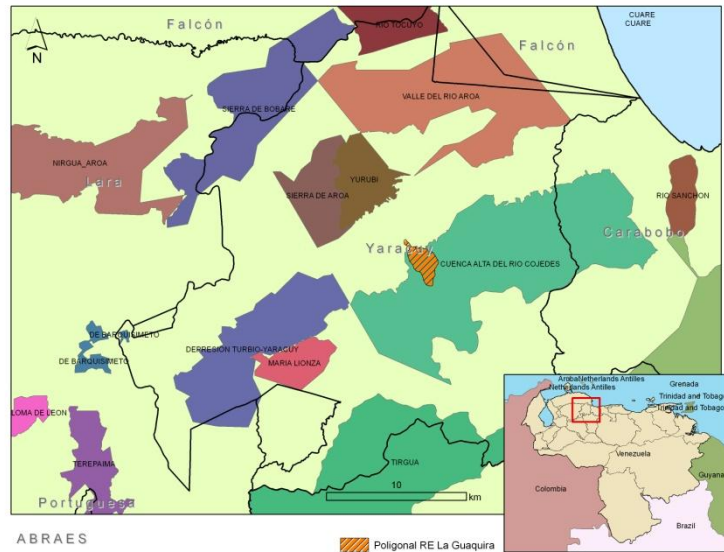 CUARE
CUARE
Falcón
RIO TOCUYO
Falcón
N
VALLE DEL RIO AROA
SIERRA DE BOBARE
NIRGUA_AROA
Lara
SIERRA DE AROA
YURUBI
RIO SANCHON
Carabobo
Yaracuy
CUENCA ALTA DEL RIO COJEDES
DE BARQUISIMETO
DE BARQUISIMETO
DEPRESION TURBIO-YARACUY
MARIA LIONZA
LOMA DE LEON
TEREPAIMA
TIRGUA
Portuguesa
10
km
Aruba
Netherlands Antilles
Netherlands Antilles
Grenada
Trinidad and Tobago
Trinidad and Tobago
Venezuela
Guyana
Colombia
Brazil
ABRAES
Poligonal RE La Guaquira